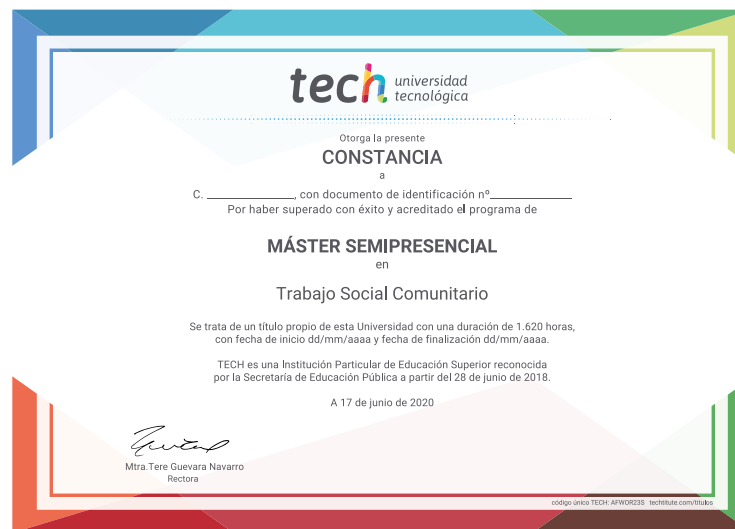 tech universidad
tecnológica
Otorga la presente
CONSTANCIA
a
C. ______________, con documento de identificación nº______________
Por haber superado con éxito y acreditado el programa de
MÁSTER SEMIPRESENCIAL
en
Trabajo Social Comunitario
Se trata de un título propio de esta Universidad con una duración de 1.620 horas,
con fecha de inicio dd/mm/aaaa y fecha de finalización dd/mm/aaaa.
TECH es una Institución Particular de Educación Superior reconocida
por la Secretaría de Educación Pública a partir del 28 de junio de 2018.
A 17 de junio de 2020
Mtra.Tere Guevara Navarro
Rectora
código único TECH: AFWOR23S techtitute.com/titulos